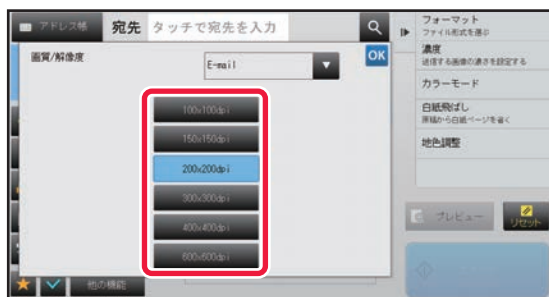 アドレス帳 宛先 タッチで宛先を入力
画質/解像度
E-mail
OK
100x100dpi
150x150dpi
200x200dpi
300x300dpi
400x400dpi
600x600dpi
フォーマット
ファイル形式を選ぶ
濃度
送信する画像の濃さを設定する
カラーモード
白紙飛ばし
原稿から白紙ページを省く
地色調整
プレビュー
リセット
他の機能